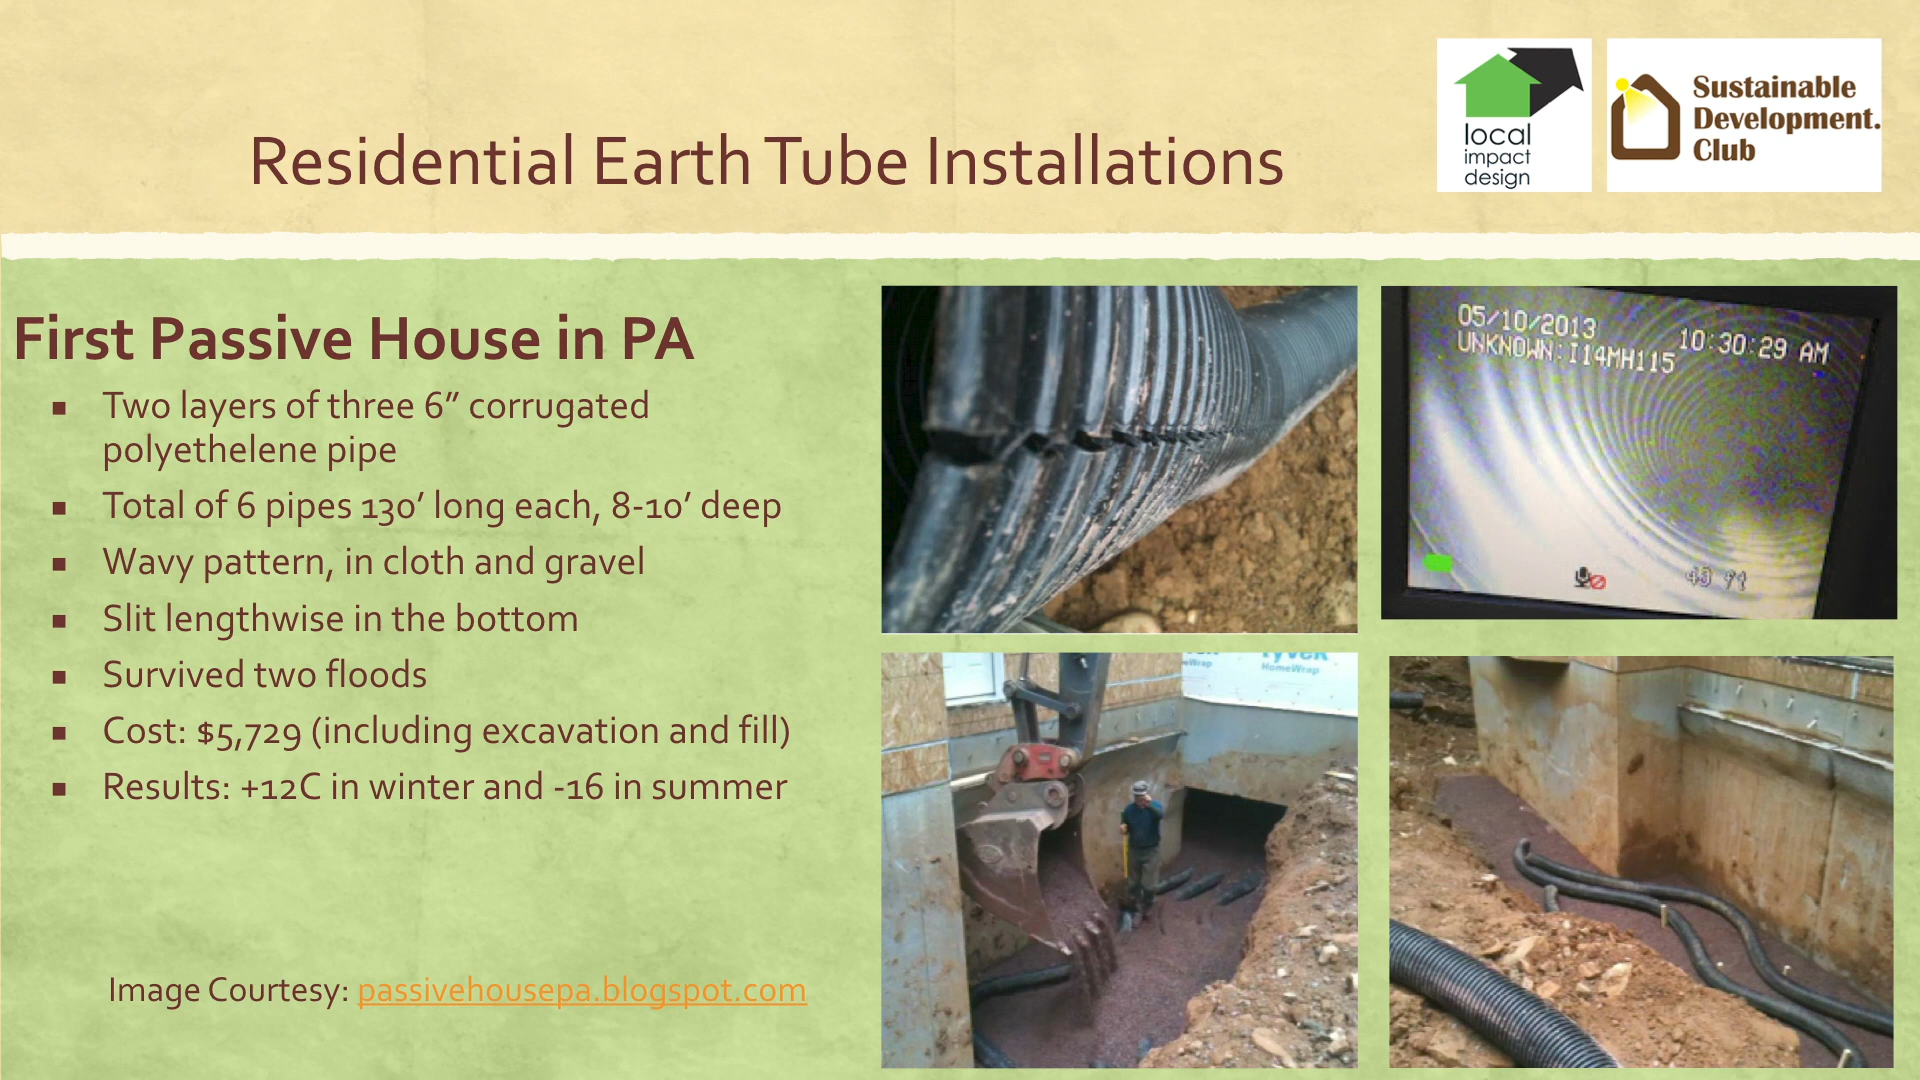 Residential Earth Tube Installations
local
impact
design
Sustainable
Development.
Club
First Passive House in PA
▪ Two layers of three 6” corrugated
polyethelene pipe
▪ Total of 6 pipes 130’ long each, 8-10’ deep
▪ Wavy pattern, in cloth and gravel
▪ Slit lengthwise in the bottom
▪ Survived two floods
▪ Cost: $5,729 (including excavation and fill)
▪ Results: +12C in winter and -16 in summer
Image Courtesy: passivehousepa.blogspot.com
05/10/2013 10:30:29 AM
UNKNOWN:I14MH115
Tyvek
HomeWrap